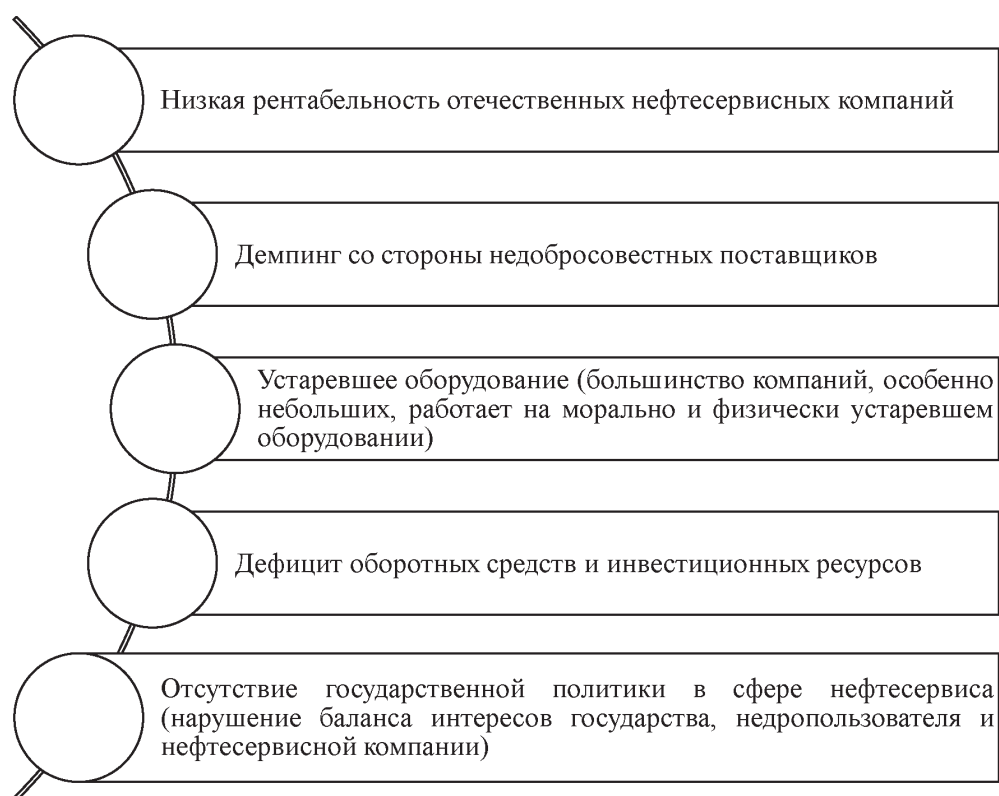 Низкая рентабельность отечественных нефтесервисных компаний
Демпинг со стороны недобросовестных поставщиков
Устаревшее оборудование (большинство компаний, особенно
небольших, работает на морально и физически устаревшем
оборудовании)
Дефицит оборотных средств и инвестиционных ресурсов
Отсутствие государственной политики в сфере нефтесервиса
(нарушение баланса интересов государства, недропользователя и
нефтесервисной компании)